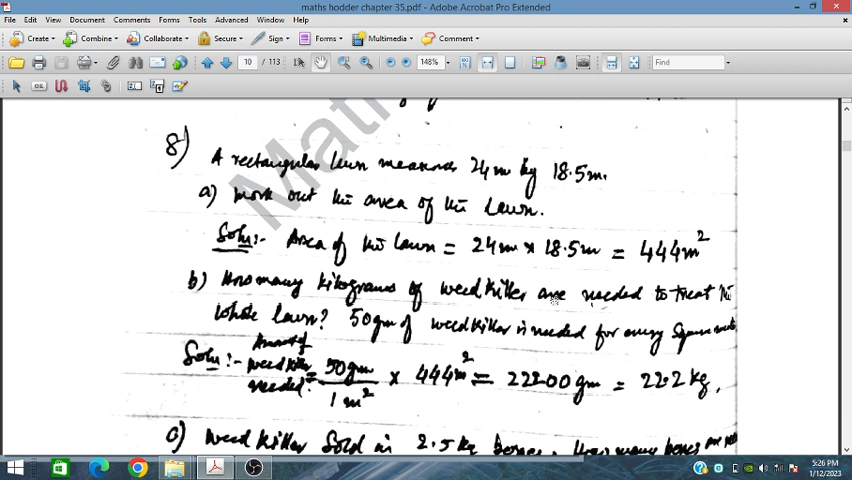 maths hodder chapter 35.pdf - Adobe Acrobat Pro Extended
File Edit View Document Comments Forms Tools Advanced Window Help
Create Combine Collaborate Secure Sign Forms Multimedia Comment
10 / 113 148% Find
8) A rectangular lawn measures 24m by 18.5m.
a) Work out the area of the lawn.
Soln:- Area of the lawn = 24m × 18.5m = 444m²
b) How many kilograms of weedkiller are needed to treat the
whole lawn? 50gm of weedkiller is needed for every Square
Soln:- Amount of weedkiller needed = 50gm / 1m² × 444m² = 22200gm = 22.2 kg.
c) Weedkiller Sold in 2.5kg boxes. How many boxes
5:26 PM
1/12/2023